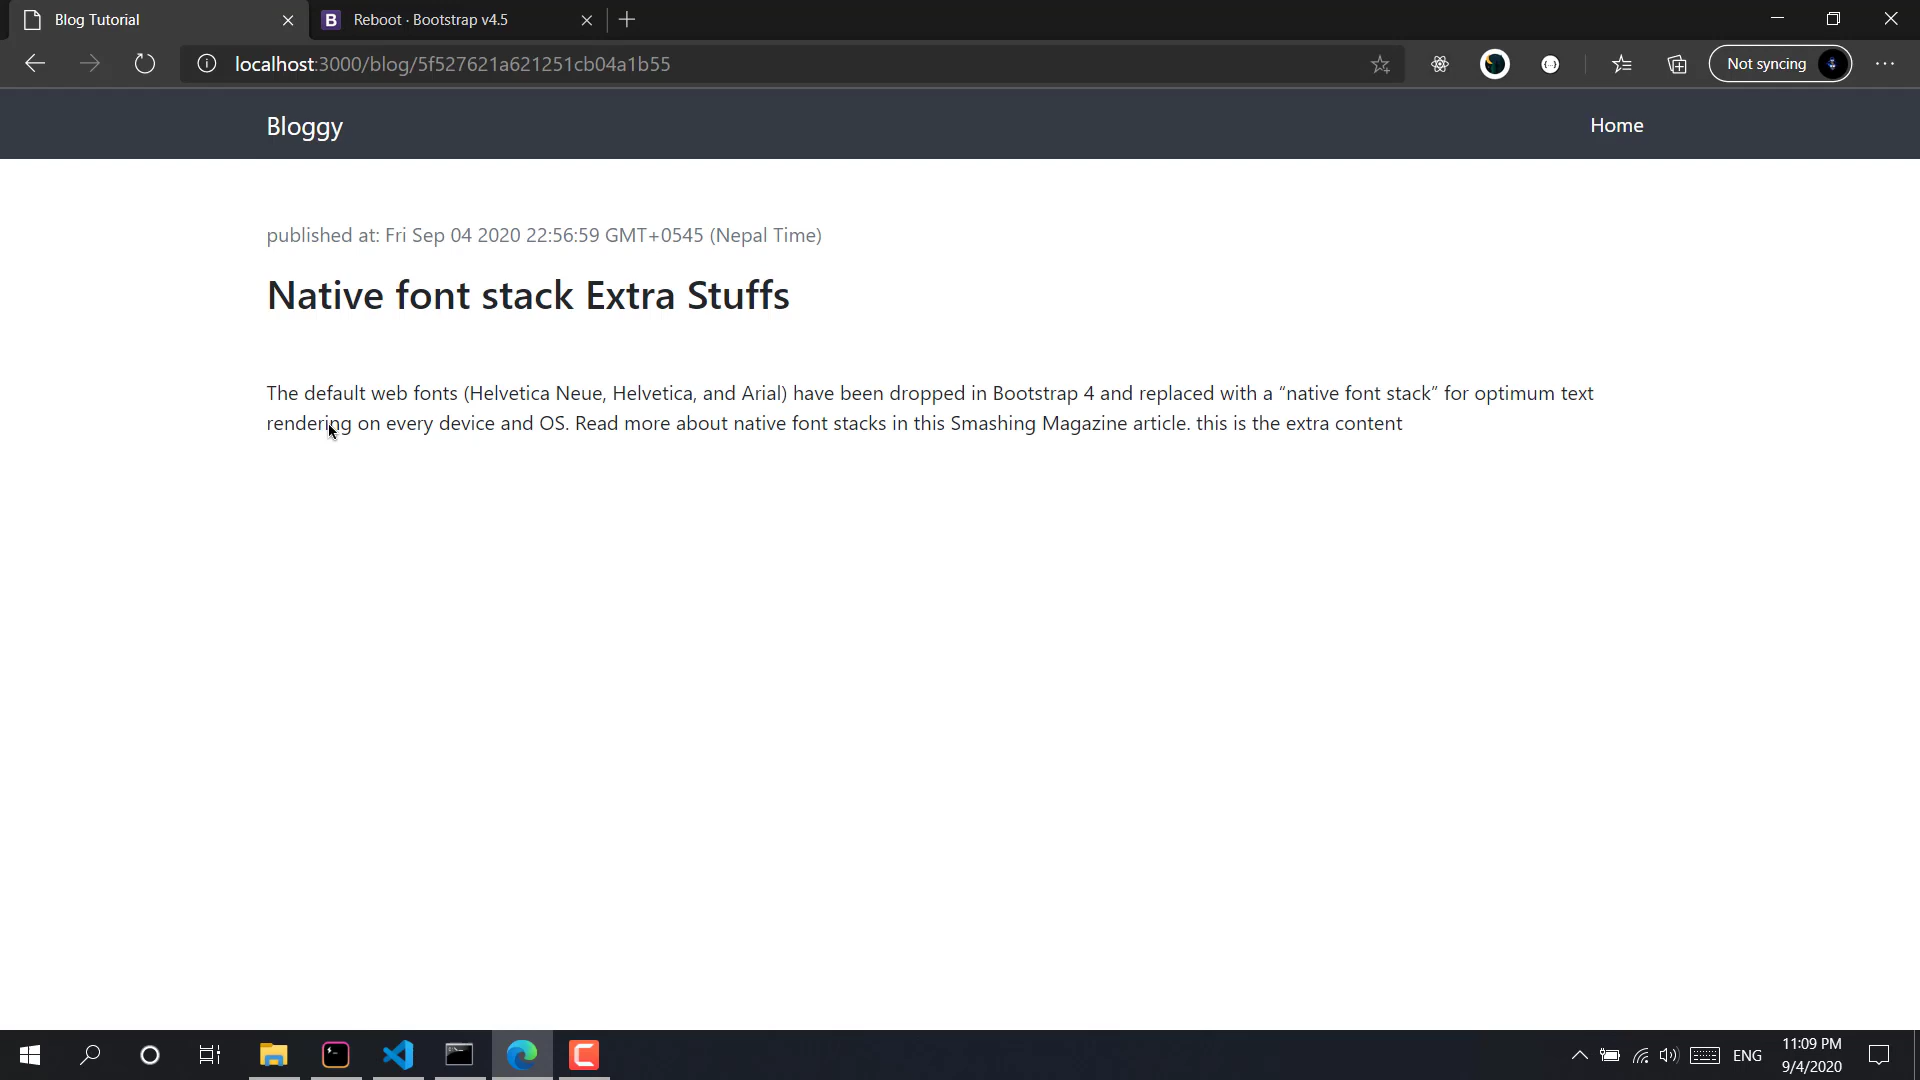 Blog Tutorial
B Reboot · Bootstrap v4.5
localhost:3000/blog/5f527621a621251cb04a1b55
Not syncing
Bloggy
Home
published at: Fri Sep 04 2020 22:56:59 GMT+0545 (Nepal Time)
Native font stack Extra Stuffs
The default web fonts (Helvetica Neue, Helvetica, and Arial) have been dropped in Bootstrap 4 and replaced with a “native font stack” for optimum text
rendering on every device and OS. Read more about native font stacks in this Smashing Magazine article. this is the extra content
ENG
11:09 PM
9/4/2020